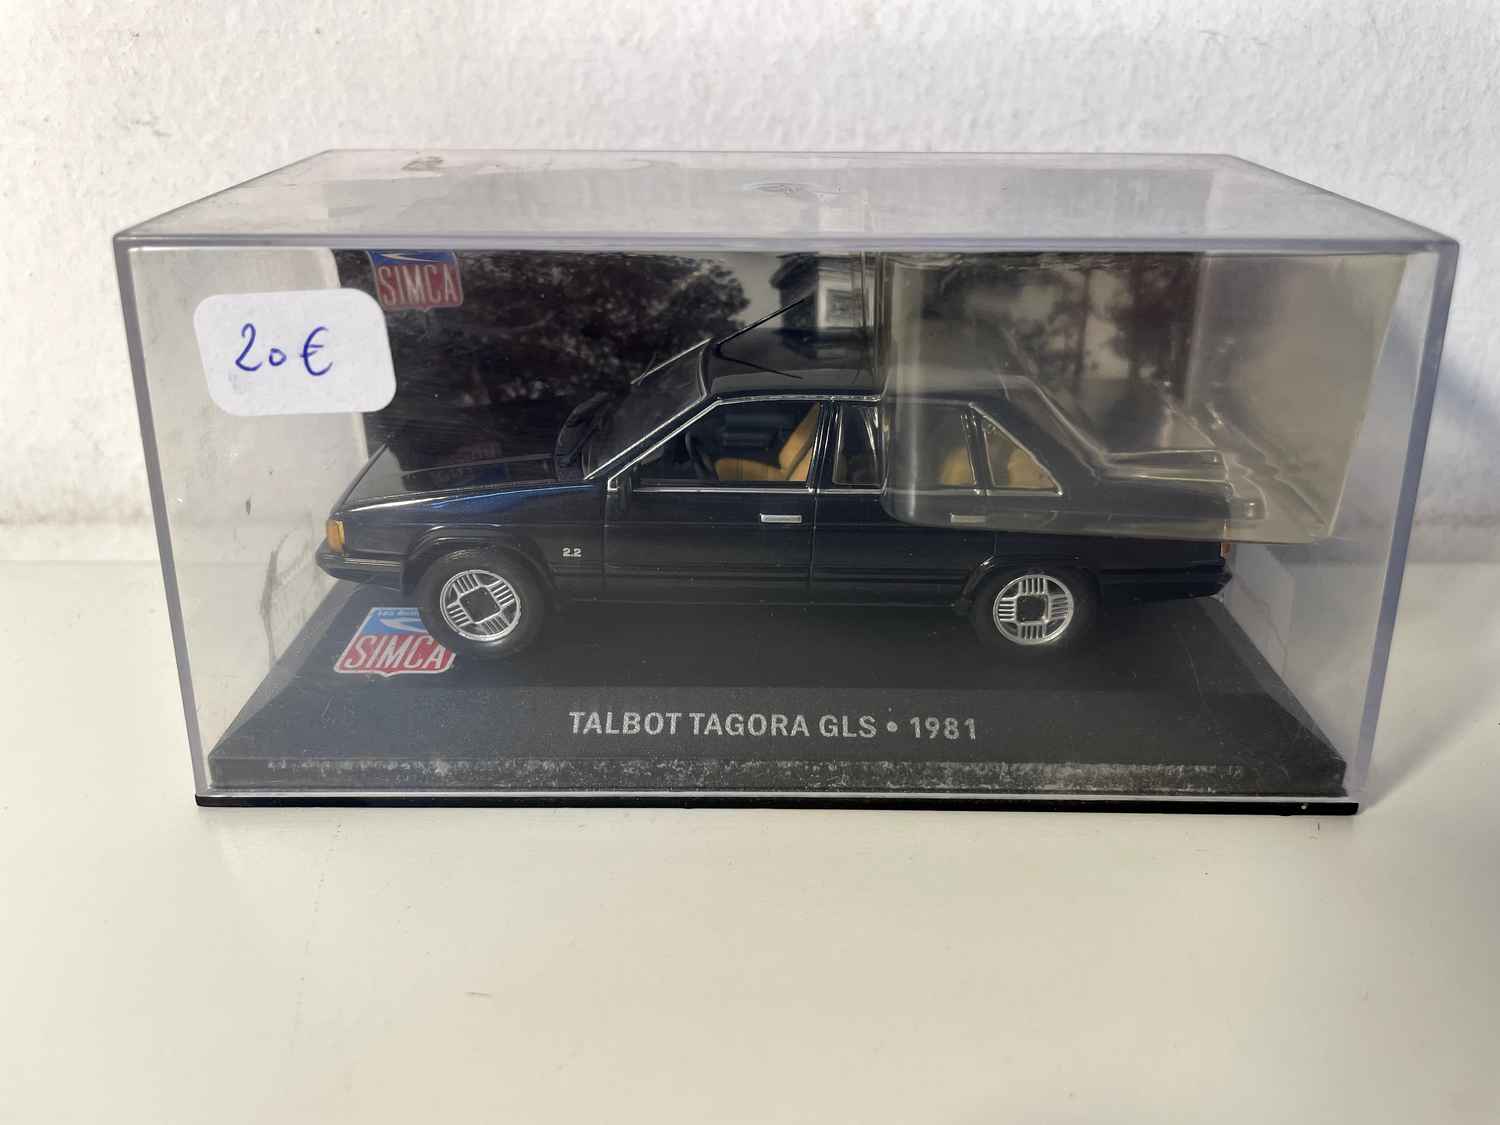 SIMCA
20€
2.2
SIMCA
TALBOT TAGORA GLS • 1981